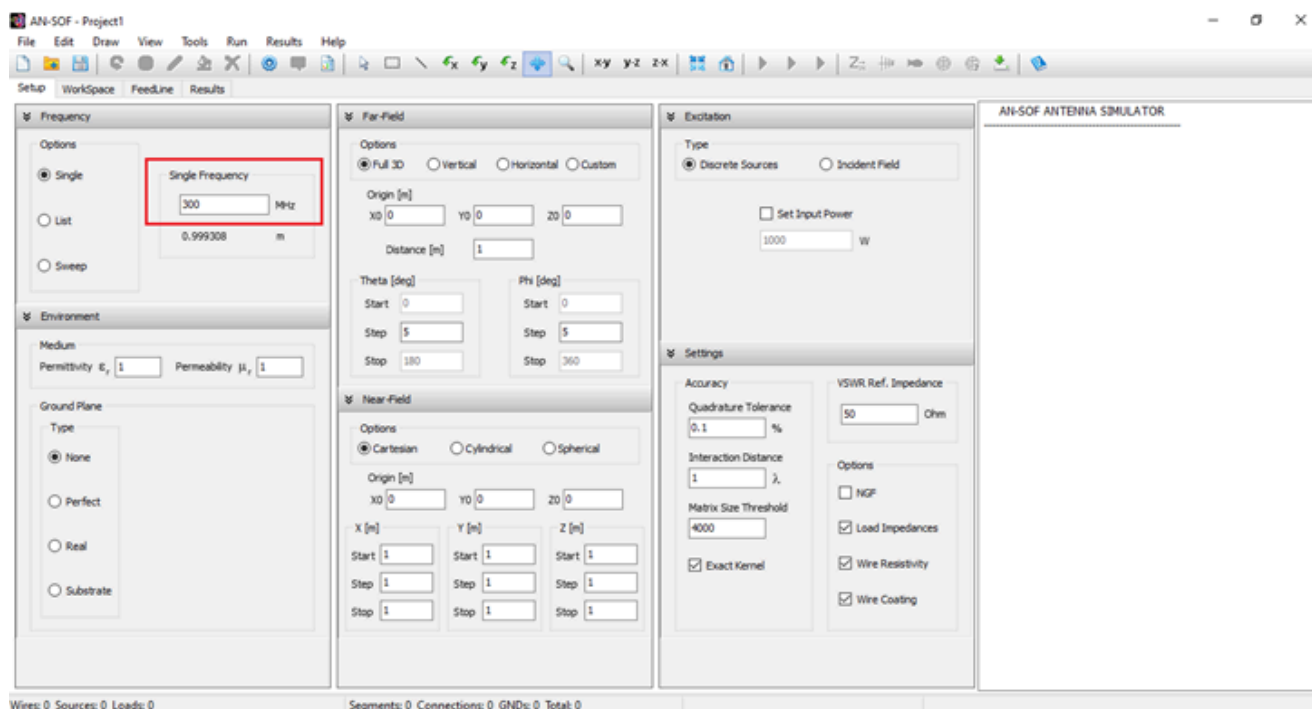 AN-SOF - Project1
File Edit Draw View Tools Run Results Help
x-y y-z z-x
Setup WorkSpace FeedLine Results
Frequency
Options
Single
List
Sweep
Single Frequency
300 MHz
0.999308 m
Environment
Medium
Permittivity εr 1 Permeability μr 1
Ground Plane
Type
None
Perfect
Real
Substrate
Far-Field
Options
Full 3D Vertical Horizontal Custom
Origin [m]
X0 0 Y0 0 Z0 0
Distance [m] 1
Theta [deg] Phi [deg]
Start 0 Start 0
Step 5 Step 5
Stop 180 Stop 360
Near-Field
Options
Cartesian Cylindrical Spherical
Origin [m]
X0 0 Y0 0 Z0 0
X [m] Y [m] Z [m]
Start 1 Start 1 Start 1
Step 1 Step 1 Step 1
Stop 1 Stop 1 Stop 1
Excitation
Type
Discrete Sources Incident Field
Set Input Power
1000 W
Settings
Accuracy
Quadrature Tolerance
0.1 %
Interaction Distance
1 λ
Matrix Size Threshold
4000
Exact Kernel
VSWR Ref. Impedance
50 Ohm
Options
NGF
Load Impedances
Wire Resistivity
Wire Coating
AN-SOF ANTENNA SIMULATOR
Wires: 0 Sources: 0 Loads: 0 Segments: 0 Connections: 0 GNDs: 0 Total: 0